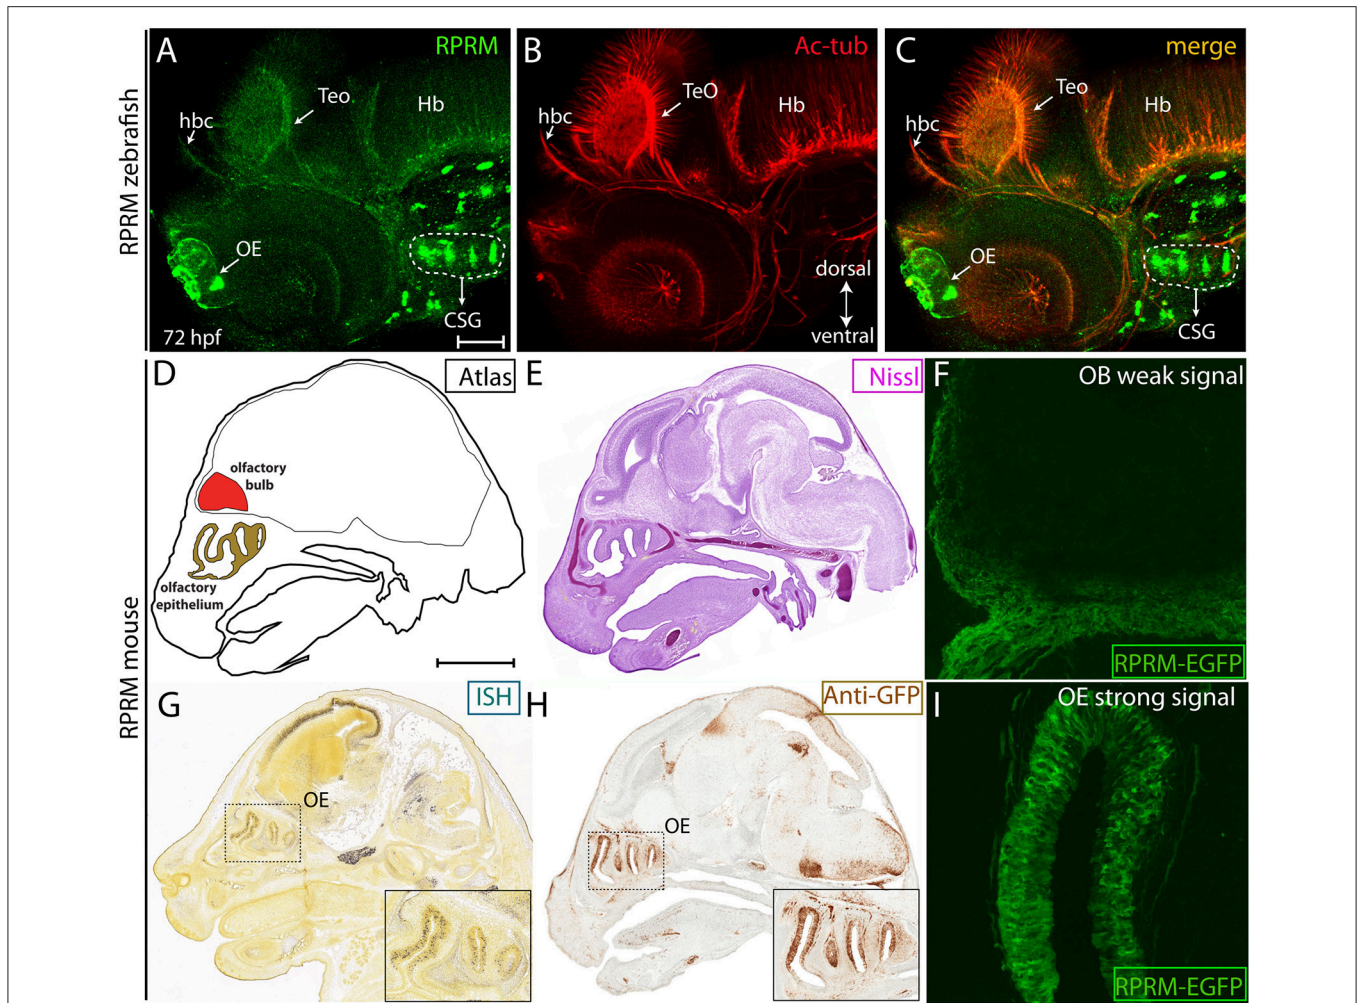 RPRM zebrafish
A
RPRM
hbc
Teo
Hb
OE
CSG
72 hpf
B
Ac-tub
hbc
TeO
Hb
dorsal
ventral
C
merge
hbc
Teo
Hb
OE
CSG
RPRM mouse
D
Atlas
olfactory
bulb
olfactory
epithelium
E
Nissl
F
OB weak signal
RPRM-EGFP
G
ISH
OE
H
Anti-GFP
OE
I
OE strong signal
RPRM-EGFP